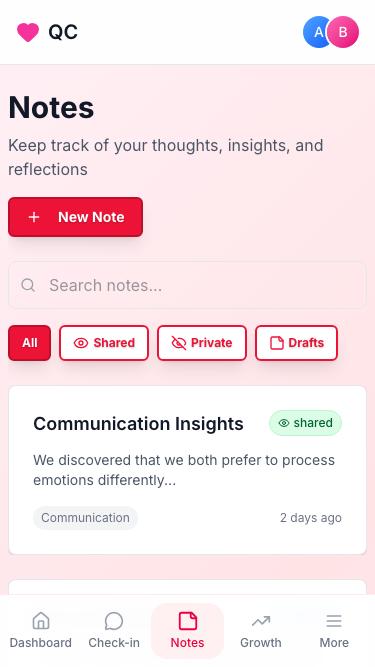 QC
A
B
Notes
Keep track of your thoughts, insights, and
reflections
New Note
Search notes...
All
Shared
Private
Drafts
Communication Insights
shared
We discovered that we both prefer to process
emotions differently...
Communication
2 days ago
Dashboard
Check-in
Notes
Growth
More